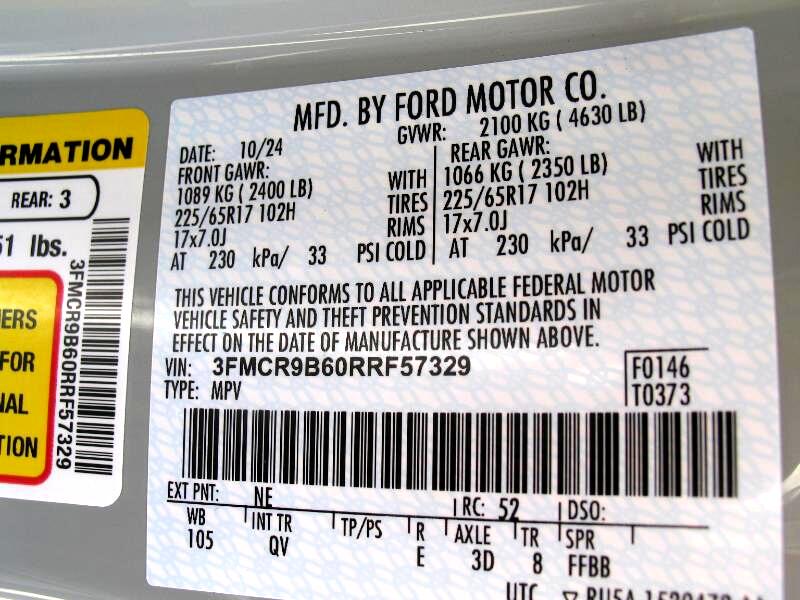 RMATION
REAR: 3
51 lbs.
3FMCR9B60RRF57329
ERS
FOR
NAL
TION
MFD. BY FORD MOTOR CO.
DATE: 10/24
GVWR: 2100 KG ( 4630 LB)
FRONT GAWR:
1089 KG (2400 LB) WITH
225/65R17 102H TIRES
17x7.0J RIMS
AT 230 kPa/ 33 PSI COLD
REAR GAWR:
1066 KG ( 2350 LB) WITH
225/65R17 102H TIRES
17x7.0J RIMS
AT 230 kPa/ 33 PSI COLD
THIS VEHICLE CONFORMS TO ALL APPLICABLE FEDERAL MOTOR
VEHICLE SAFETY AND THEFT PREVENTION STANDARDS IN
EFFECT ON THE DATE OF MANUFACTURE SHOWN ABOVE.
VIN: 3FMCR9B60RRF57329 F0146
TYPE: MPV T0373
EXT PNT: NE RC: 52 DSO:
WB INT TR TP/PS R AXLE TR SPR
105 QV E 3D 8 FFBB
UTC